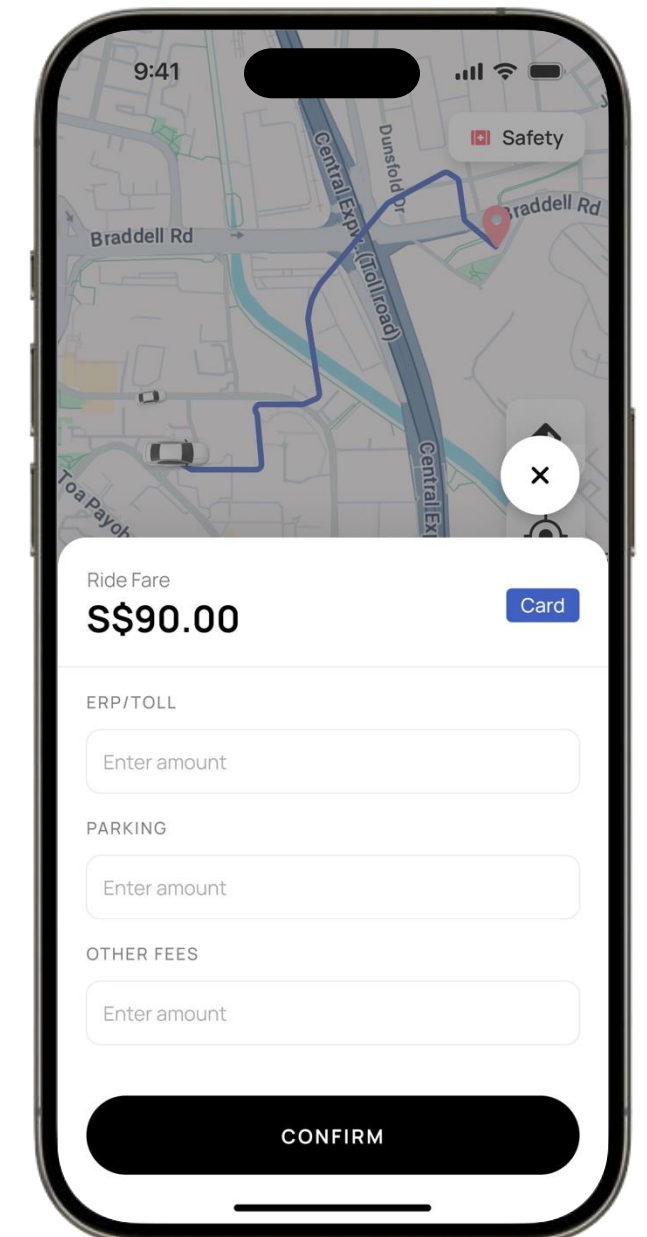 9:41
Safety
Dunsfold Dr
Central Expy. (Toll road)
Braddell Rd
Braddell Rd
Toa Payoh
Central Ex
Ride Fare
S$90.00
Card
ERP/TOLL
Enter amount
PARKING
Enter amount
OTHER FEES
Enter amount
CONFIRM